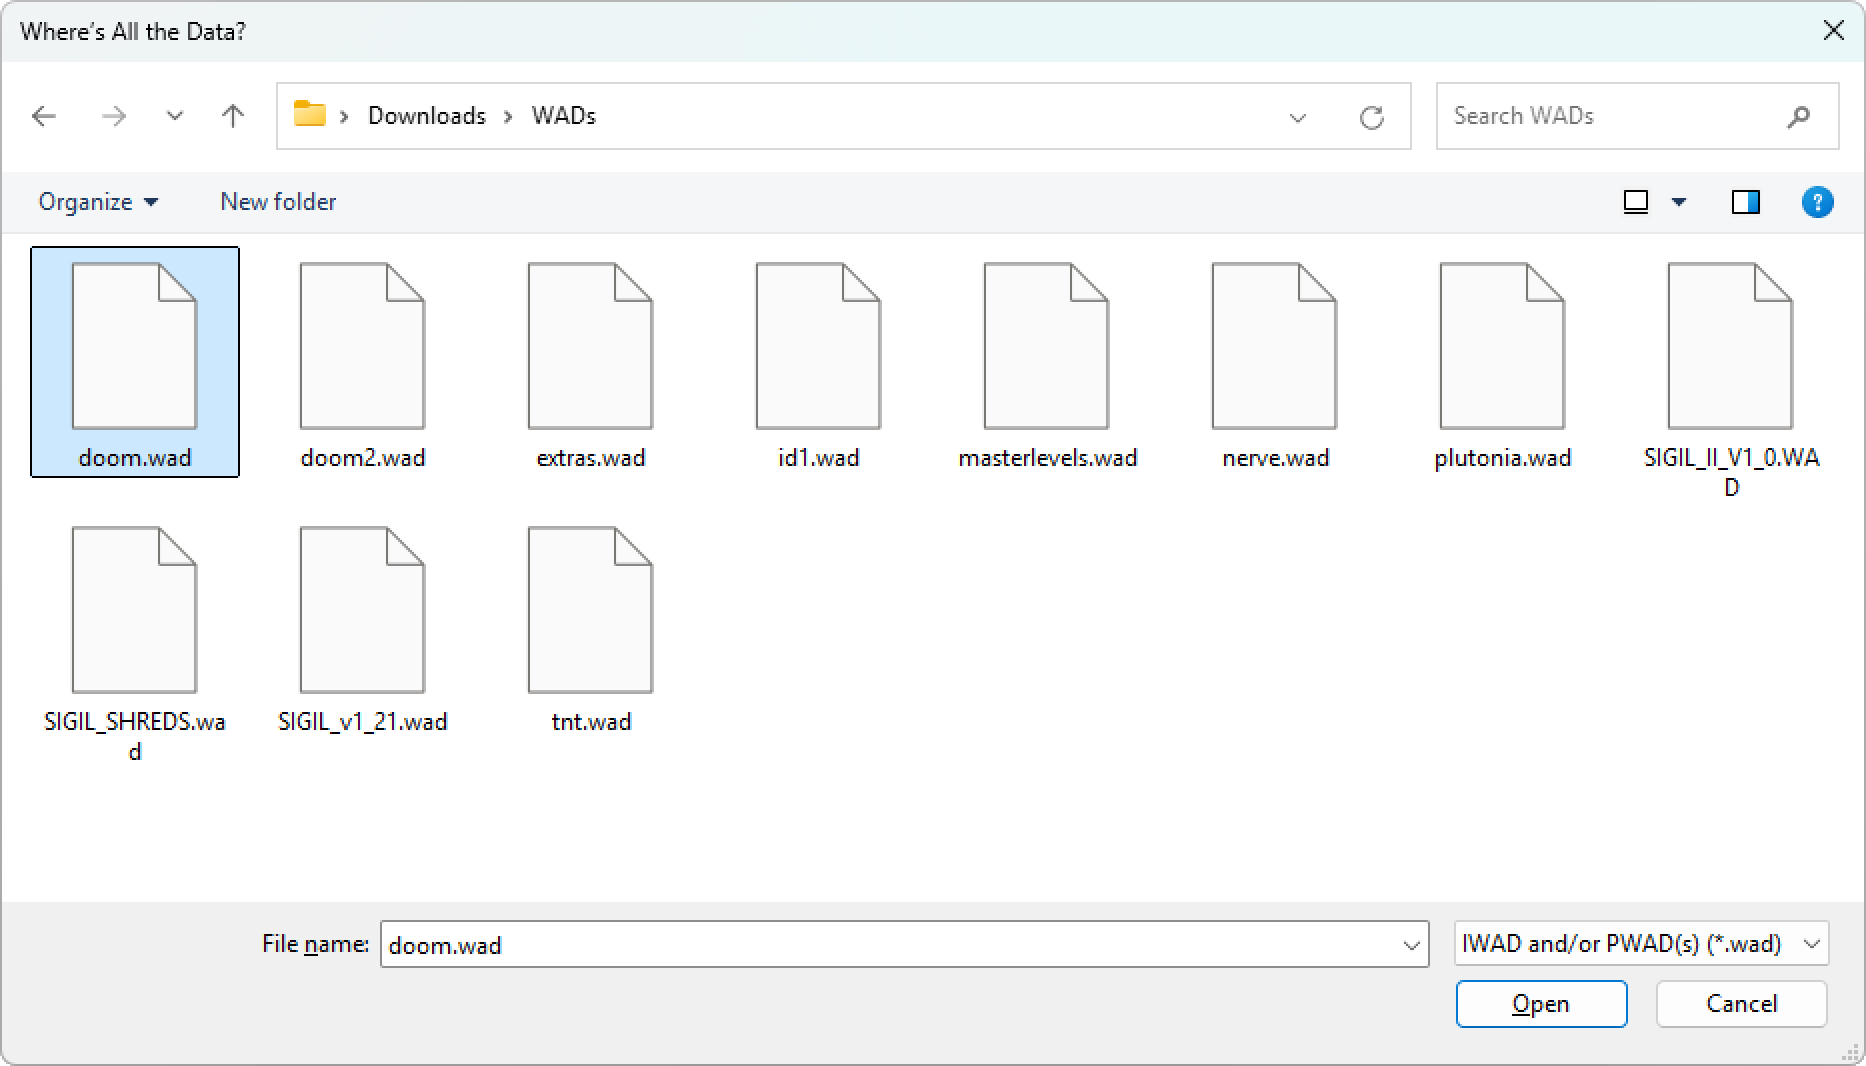 Where's All the Data?
Downloads > WADs
Search WADs
Organize
New folder
?
doom.wad
doom2.wad
extras.wad
id1.wad
masterlevels.wad
nerve.wad
plutonia.wad
SIGIL_II_V1_0.WA
D
SIGIL_SHREDS.wa
d
SIGIL_v1_21.wad
tnt.wad
File name:
doom.wad
IWAD and/or PWAD(s) (*.wad)
Open
Cancel